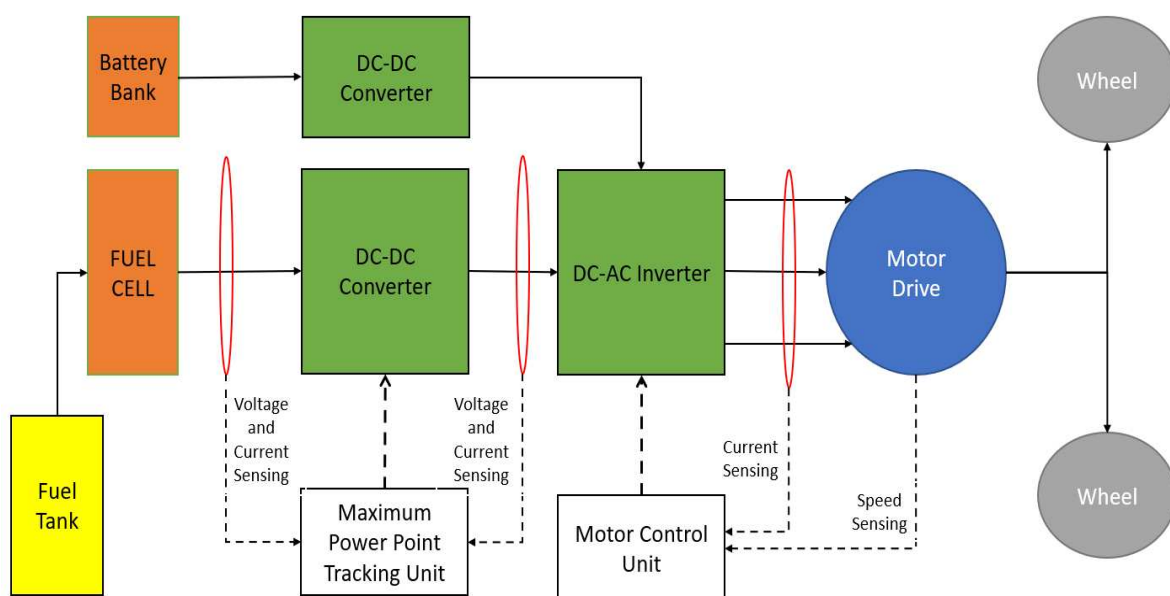 Battery
Bank
DC-DC
Converter
Wheel
FUEL
CELL
DC-DC
Converter
DC-AC Inverter
Motor
Drive
Voltage
and
Current
Sensing
Voltage
and
Current
Sensing
Current
Sensing
Speed
Sensing
Fuel
Tank
Maximum
Power Point
Tracking Unit
Motor Control
Unit
Wheel